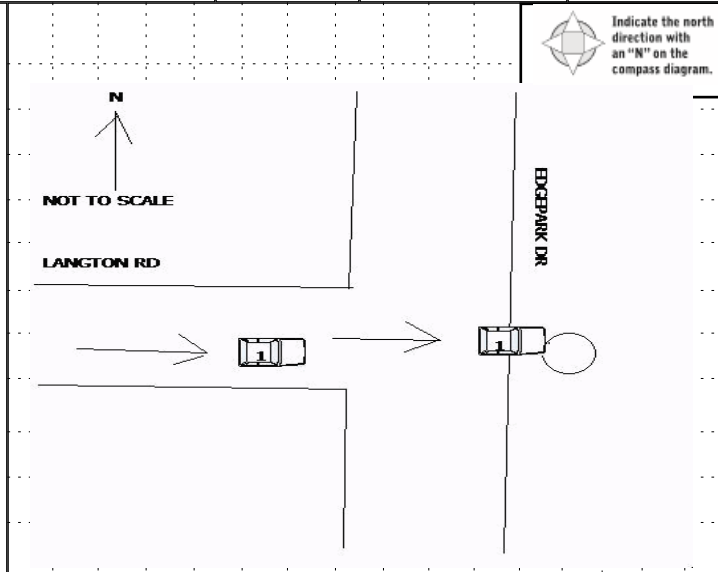 Indicate the north
direction with
an “N” on the
compass diagram.
N
NOT TO SCALE
EDGEPARK DR
LANGTON RD
1
1